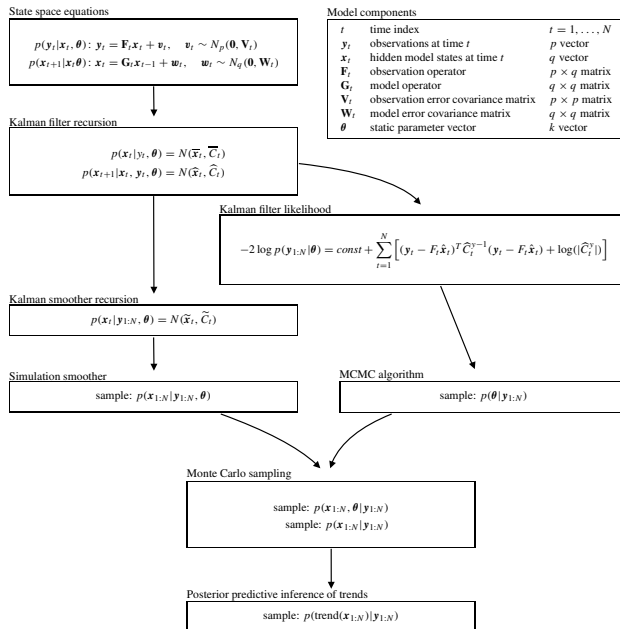 State space equations
p(y_t|x_t, θ): y_t = F_t x_t + v_t, v_t ∼ N_p(0, V_t)
p(x_{t+1}|x_t θ): x_t = G_t x_{t−1} + w_t, w_t ∼ N_q(0, W_t)
Model components
t time index t = 1, . . . , N
y_t observations at time t p vector
x_t hidden model states at time t q vector
F_t observation operator p × q matrix
G_t model operator q × q matrix
V_t observation error covariance matrix p × p matrix
W_t model error covariance matrix q × q matrix
θ static parameter vector k vector
Kalman filter recursion
p(x_t|y_t, θ) = N(x̅_t, C̅_t)
p(x_{t+1}|x_t, y_t, θ) = N(x̂_t, Ĉ_t)
Kalman filter likelihood
−2 log p(y_{1:N}|θ) = const + ∑_{t=1}^{N} [(y_t − F_t x̂_t)^T Ĉ_t^{y−1} (y_t − F_t x̂_t) + log(|Ĉ_t^y|)]
Kalman smoother recursion
p(x_t|y_{1:N}, θ) = N(x̃_t, C̃_t)
Simulation smoother
sample: p(x_{1:N}|y_{1:N}, θ)
MCMC algorithm
sample: p(θ|y_{1:N})
Monte Carlo sampling
sample: p(x_{1:N}, θ|y_{1:N})
sample: p(x_{1:N}|y_{1:N})
Posterior predictive inference of trends
sample: p(trend(x_{1:N})|y_{1:N})